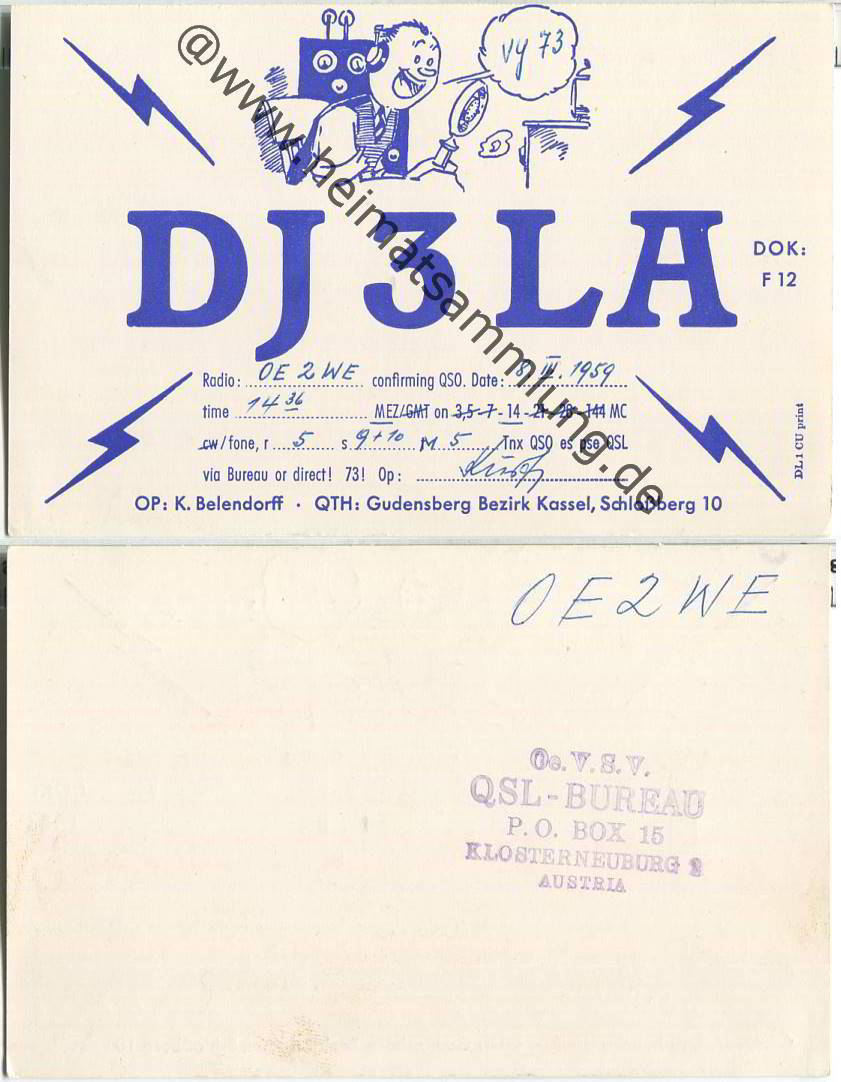 vy 73
@www.heimatsammlung.de
DJ3LA
DOK:
F 12
Radio: OE2WE confirming QSO. Date: 8. III. 1959
time 14 36 MEZ/GMT on 3,5-7-14-21-28-144 MC
cw/fone, r 5 s 9+10 M 5 /Tnx QSO es pse QSL
via Bureau or direct! 73! Op:
OP: K. Belendorff · QTH: Gudensberg Bezirk Kassel, Schloßberg 10
DL1CU print
OE2WE
Oe.V.S.V.
QSL-BUREAU
P.O. BOX 15
KLOSTERNEUBURG 2
AUSTRIA